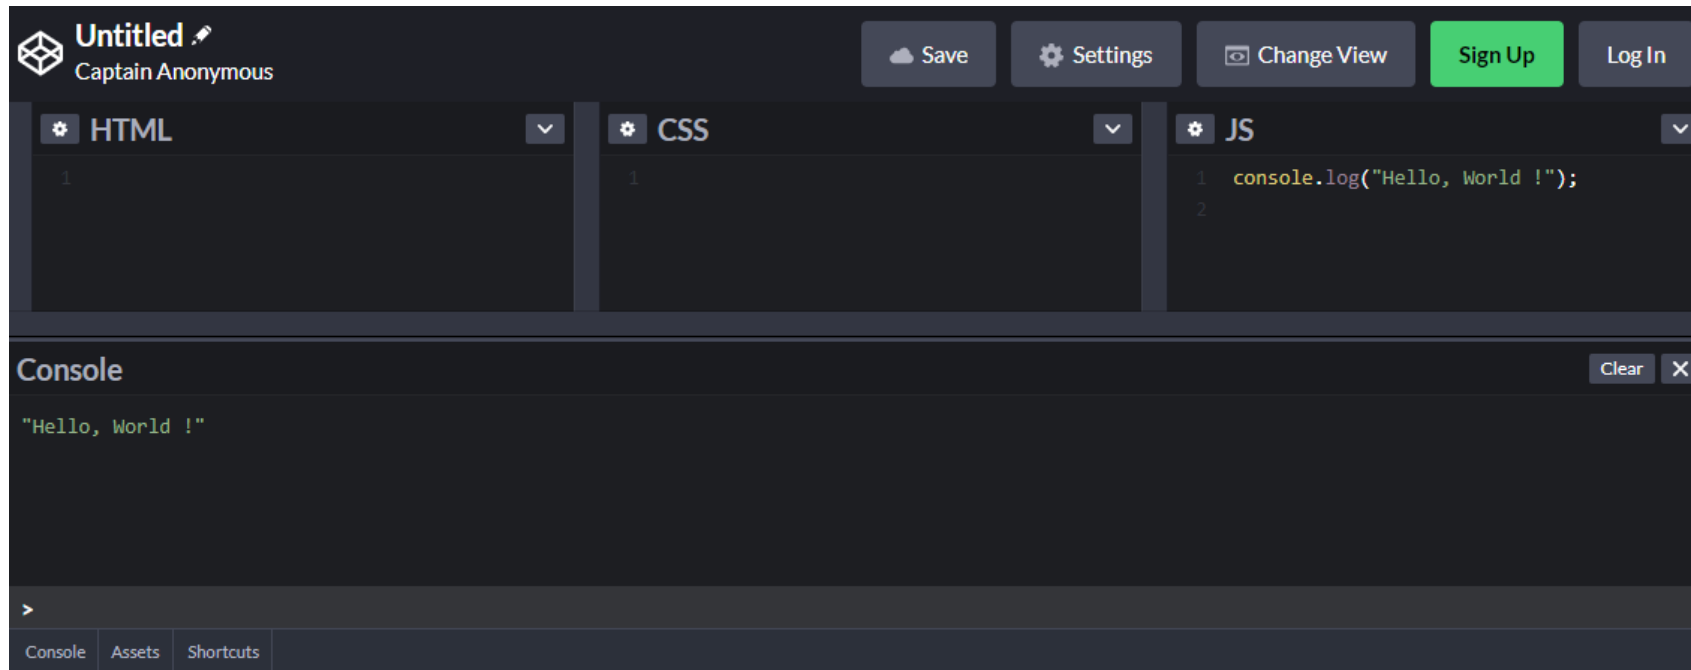 Untitled
Captain Anonymous
Save
Settings
Change View
Sign Up
Log In
HTML
CSS
JS
1
1
1 console.log("Hello, World !");
2
Console
Clear
"Hello, World !"
>
Console
Assets
Shortcuts